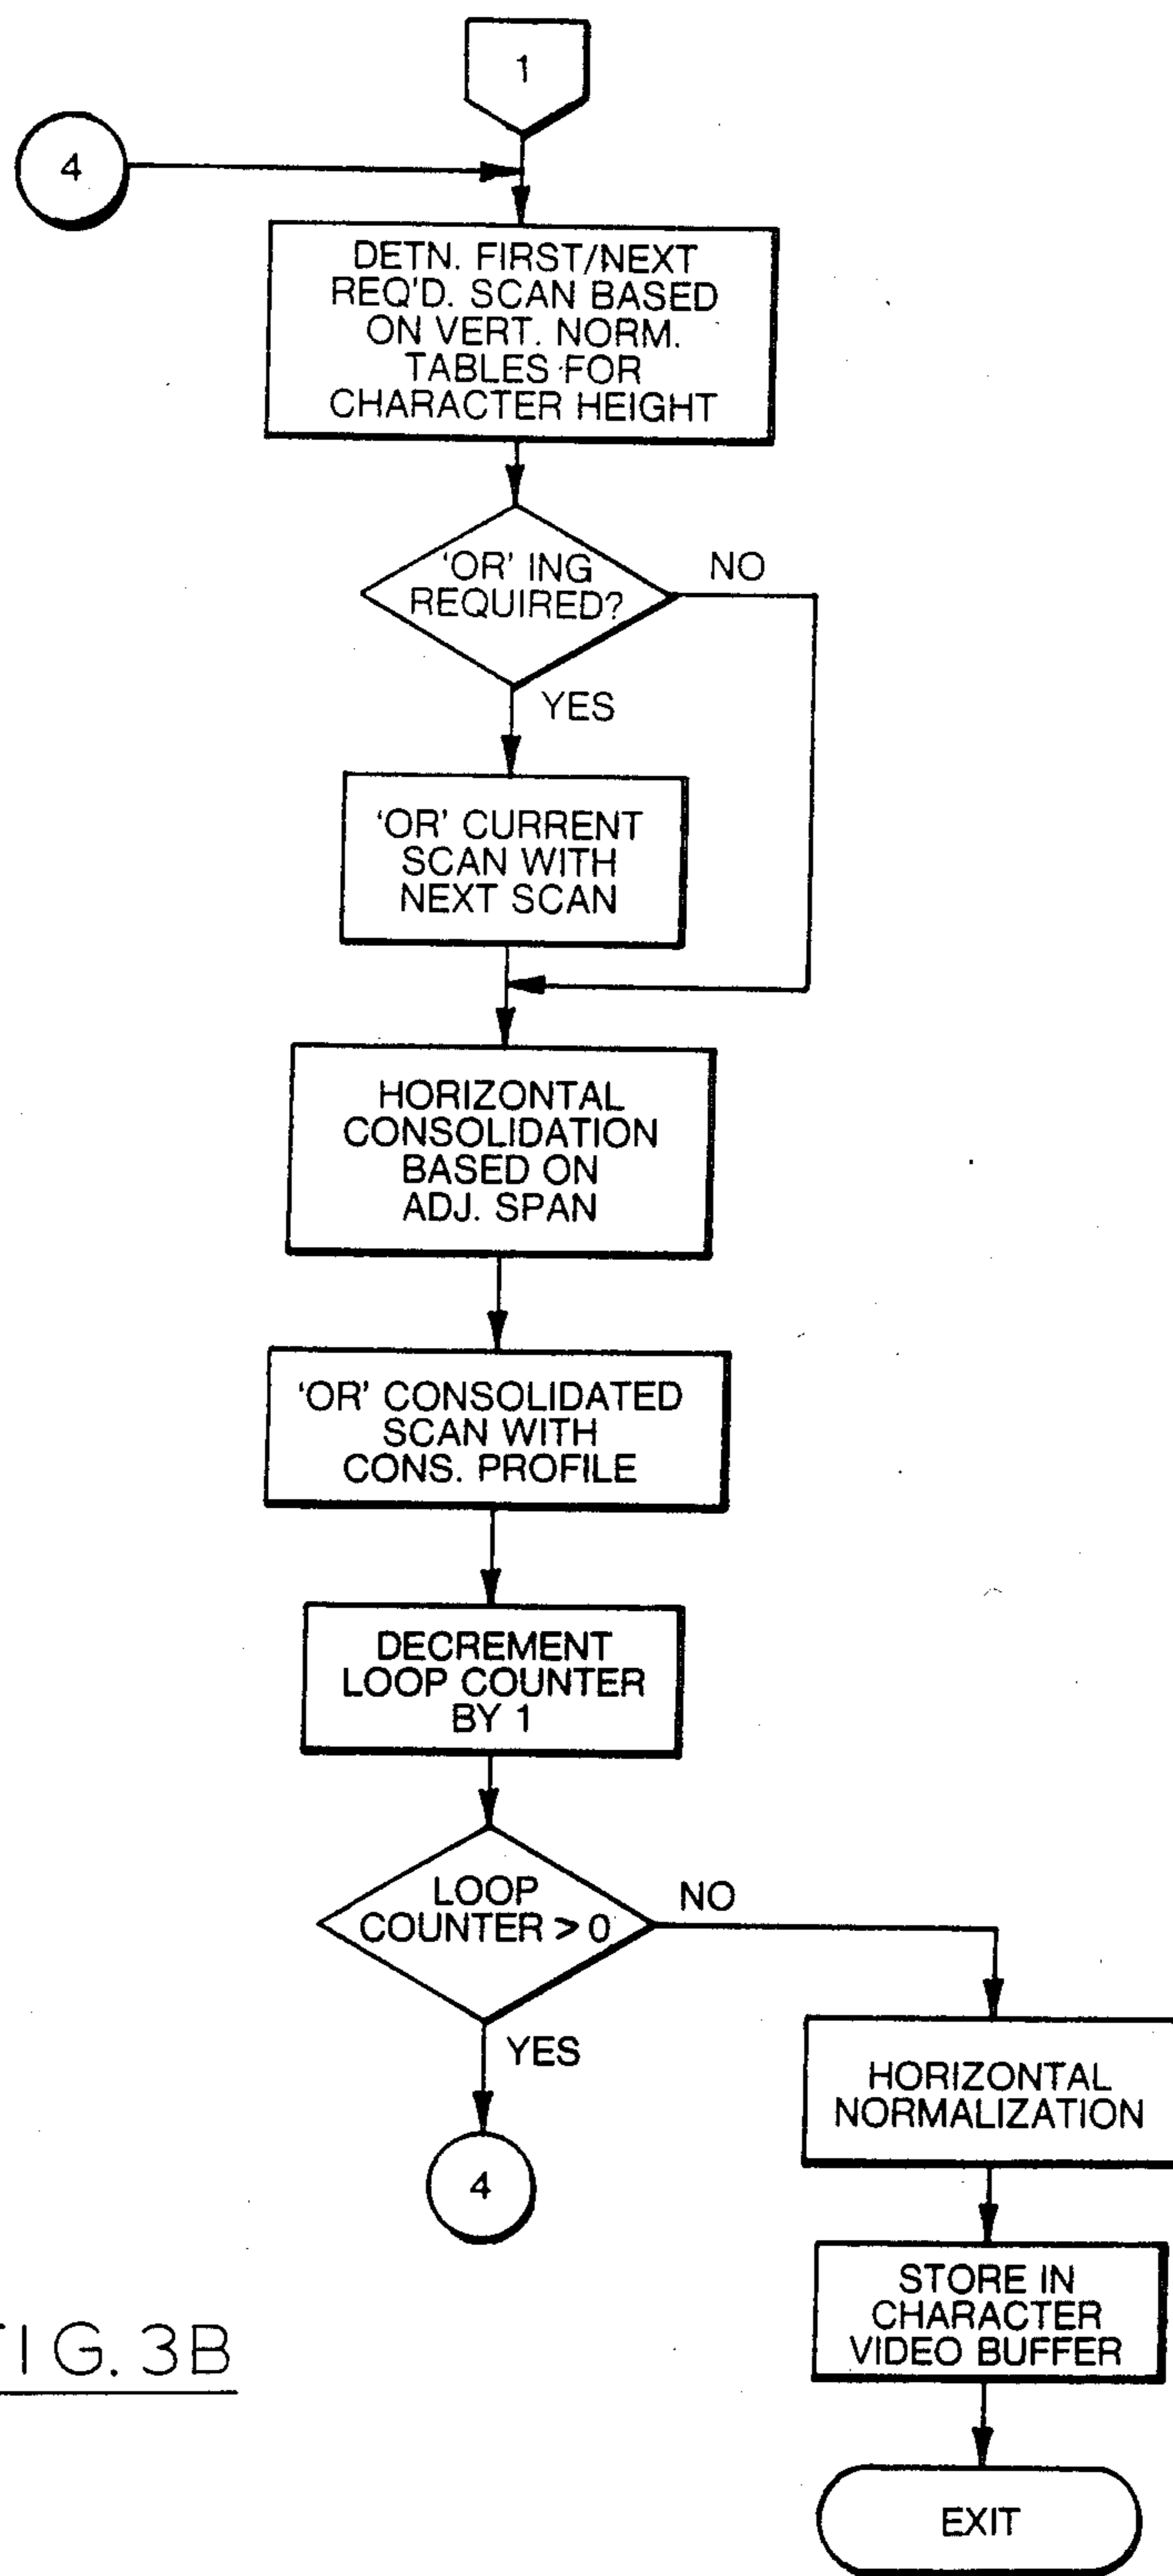 1
4
DETN. FIRST/NEXT
REQ'D. SCAN BASED
ON VERT. NORM.
TABLES FOR
CHARACTER HEIGHT
'OR' ING
REQUIRED?
NO
YES
'OR' CURRENT
SCAN WITH
NEXT SCAN
HORIZONTAL
CONSOLIDATION
BASED ON
ADJ. SPAN
'OR' CONSOLIDATED
SCAN WITH
CONS. PROFILE
DECREMENT
LOOP COUNTER
BY 1
LOOP
COUNTER > 0
NO
YES
4
HORIZONTAL
NORMALIZATION
STORE IN
CHARACTER
VIDEO BUFFER
EXIT
FIG. 3B